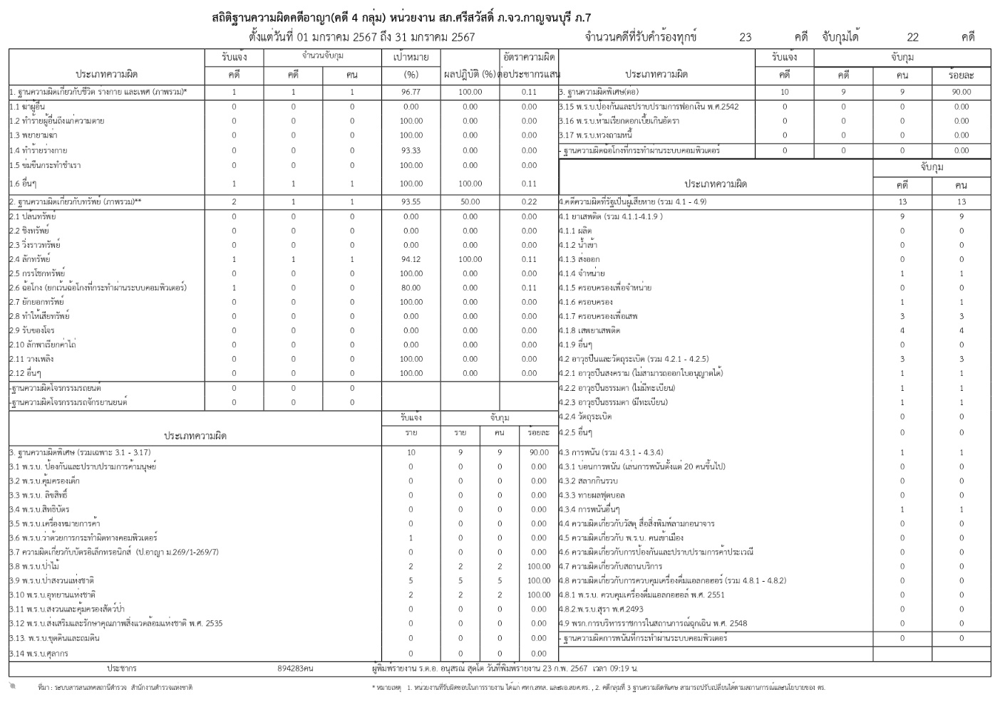 สถิติฐานความผิดคดีอาญา(คดี 4 กลุ่ม) หน่วยงาน สภ.ศรีสวัสดิ์ ภ.จว.กาญจนบุรี ภ.7
ตั้งแต่วันที่ 01 มกราคม 2567 ถึง 31 มกราคม 2567 จำนวนคดีที่รับคำร้องทุกข์ 23 คดี จับกุมได้ 22 คดี
ประเภทความผิด รับแจ้ง จำนวนจับกุม เป้าหมาย ผลปฎิบัติ (%) อัตราความผิด
คดี คดี คน (%) ต่อประชากรแสน
1. ฐานความผิดเกี่ยวกับชีวิต ร่างกาย และเพศ (ภาพรวม)* 1 1 1 96.77 100.00 0.11
1.1 ฆ่าผู้อื่น 0 0 0 0.00 0.00 0.00
1.2 ทำร้ายผู้อื่นถึงแก่ความตาย 0 0 0 100.00 0.00 0.00
1.3 พยายามฆ่า 0 0 0 100.00 0.00 0.00
1.4 ทำร้ายร่างกาย 0 0 0 93.33 0.00 0.00
1.5 ข่มขืนกระทำชำเรา 0 0 0 100.00 0.00 0.00
1.6 อื่นๆ 1 1 1 100.00 100.00 0.11
2. ฐานความผิดเกี่ยวกับทรัพย์ (ภาพรวม)** 2 1 1 93.55 50.00 0.22
2.1 ปล้นทรัพย์ 0 0 0 0.00 0.00 0.00
2.2 ชิงทรัพย์ 0 0 0 0.00 0.00 0.00
2.3 วิ่งราวทรัพย์ 0 0 0 0.00 0.00 0.00
2.4 ลักทรัพย์ 1 1 1 94.12 100.00 0.11
2.5 กรรโชกทรัพย์ 0 0 0 100.00 0.00 0.00
2.6 ฉ้อโกง (ยกเว้นฉ้อโกงที่กระทำผ่านระบบคอมพิวเตอร์) 1 0 0 80.00 0.00 0.11
2.7 ยักยอกทรัพย์ 0 0 0 100.00 0.00 0.00
2.8 ทำให้เสียทรัพย์ 0 0 0 0.00 0.00 0.00
2.9 รับของโจร 0 0 0 0.00 0.00 0.00
2.10 ลักพาเรียกค่าไถ่ 0 0 0 0.00 0.00 0.00
2.11 วางเพลิง 0 0 0 100.00 0.00 0.00
2.12 อื่นๆ 0 0 0 100.00 0.00 0.00
-ฐานความผิดโจรกรรมรถยนต์ 0 0 0
-ฐานความผิดโจรกรรมรถจักรยานยนต์ 0 0 0
ประเภทความผิด รับแจ้ง จับกุม
ราย ราย คน ร้อยละ
3. ฐานความผิดพิเศษ (รวมเฉพาะ 3.1 - 3.17) 10 9 9 90.00
3.1 พ.ร.บ. ป้องกันและปราบปรามการค้ามนุษย์ 0 0 0 0.00
3.2 พ.ร.บ.คุ้มครองเด็ก 0 0 0 0.00
3.3 พ.ร.บ. ลิขสิทธิ์ 0 0 0 0.00
3.4 พ.ร.บ.สิทธิบัตร 0 0 0 0.00
3.5 พ.ร.บ.เครื่องหมายการค้า 0 0 0 0.00
3.6 พ.ร.บ.ว่าด้วยการกระทำผิดทางคอมพิวเตอร์ 1 0 0 0.00
3.7 ความผิดเกี่ยวกับบัตรอิเล็กทรอนิกส์ (ป.อาญา ม.269/1-269/7) 0 0 0 0.00
3.8 พ.ร.บ.ป่าไม้ 2 2 2 100.00
3.9 พ.ร.บ.ป่าสงวนแห่งชาติ 5 5 5 100.00
3.10 พ.ร.บ.อุทยานแห่งชาติ 2 2 2 100.00
3.11 พ.ร.บ.สงวนและคุ้มครองสัตว์ป่า 0 0 0 0.00
3.12 พ.ร.บ.ส่งเสริมและรักษาคุณภาพสิ่งแวดล้อมแห่งชาติ พ.ศ. 2535 0 0 0 0.00
3.13. พ.ร.บ.ขุดดินและถมดิน 0 0 0 0.00
3.14 พ.ร.บ.ศุลากร 0 0 0 0.00
ประเภทความผิด รับแจ้ง จับกุม
คดี คดี คน ร้อยละ
3. ฐานความผิดพิเศษ(ต่อ) 10 9 9 90.00
3.15 พ.ร.บ.ป้องกันและปราบปรามการฟอกเงิน พ.ศ.2542 0 0 0 0.00
3.16 พ.ร.บ.ห้ามเรียกดอกเบี้ยเกินอัตรา 0 0 0 0.00
3.17 พ.ร.บ.ทวงถามหนี้ 0 0 0 0.00
- ฐานความผิดฉ้อโกงที่กระทำผ่านระบบคอมพิวเตอร์ 0 0 0 0.00
ประเภทความผิด จับกุม
คดี คน
4.คดีความผิดที่รัฐเป็นผู้เสียหาย (รวม 4.1 - 4.9) 13 13
4.1 ยาเสพติด (รวม 4.1.1-4.1.9 ) 9 9
4.1.1 ผลิต 0 0
4.1.2 น้ำเข้า 0 0
4.1.3 ส่งออก 0 0
4.1.4 จำหน่าย 1 1
4.1.5 ครอบครองเพื่อจำหน่าย 0 0
4.1.6 ครอบครอง 1 1
4.1.7 ครอบครองเพื่อเสพ 3 3
4.1.8 เสพยาเสพติด 4 4
4.1.9 อื่นๆ 0 0
4.2 อาวุธปืนและวัตถุระเบิด (รวม 4.2.1 - 4.2.5) 3 3
4.2.1 อาวุธปืนสงคราม (ไม่สามารถออกใบอนุญาตได้) 1 1
4.2.2 อาวุธปืนธรรมดา (ไม่มีทะเบียน) 1 1
4.2.3 อาวุธปืนธรรมดา (มีทะเบียน) 1 1
4.2.4 วัตถุระเบิด 0 0
4.2.5 อื่นๆ 0 0
4.3 การพนัน (รวม 4.3.1 - 4.3.4) 1 1
4.3.1 บ่อนการพนัน (เล่นการพนันตั้งแต่ 20 คนขึ้นไป) 0 0
4.3.2 สลากกินรวบ 0 0
4.3.3 ทายผลฟุตบอล 0 0
4.3.4 การพนันอื่นๆ 1 1
4.4 ความผิดเกี่ยวกับวัสดุ สื่อสิ่งพิมพ์ลามกอนาจาร 0 0
4.5 ความผิดเกี่ยวกับ พ.ร.บ. คนเข้าเมือง 0 0
4.6 ความผิดเกี่ยวกับการป้องกันและปราบปรามการค้าประเวณี 0 0
4.7 ความผิดเกี่ยวกับสถานบริการ 0 0
4.8 ความผิดเกี่ยวกับการควบคุมเครื่องดื่มแอลกอฮอร์ (รวม 4.8.1 - 4.8.2) 0 0
4.8.1 พ.ร.บ. ควบคุมเครื่องดื่มแอลกอฮอล์ พ.ศ. 2551 0 0
4.8.2.พ.ร.บ.สุรา พ.ศ.2493 0 0
4.9 พรก.การบริหารราชการในสถานการณ์ฉุกเฉิน พ.ศ. 2548 0 0
- ฐานความผิดการพนันที่กระทำผ่านระบบคอมพิวเตอร์ 0 0
ประชากร 894283คน ผู้พิมพ์รายงาน ร.ต.อ. อนุสรณ์ สุดโต วันที่พิมพ์รายงาน 23 ก.พ. 2567 เวลา 09:19 น.
ที่มา : ระบบสารสนเทศสถานีตำรวจ สำนักงานตำรวจแห่งชาติ * หมายเหตุ 1. หน่วยงานที่รับผิดชอบในการรายงาน ได้แก่ ศทก.สทส. และผอ.สยศ.ตร. , 2. คดีกลุ่มที่ 3 ฐานความผิดพิเศษ สามารถปรับเปลี่ยนได้ตามสถานการณ์และนโยบายของ ตร.